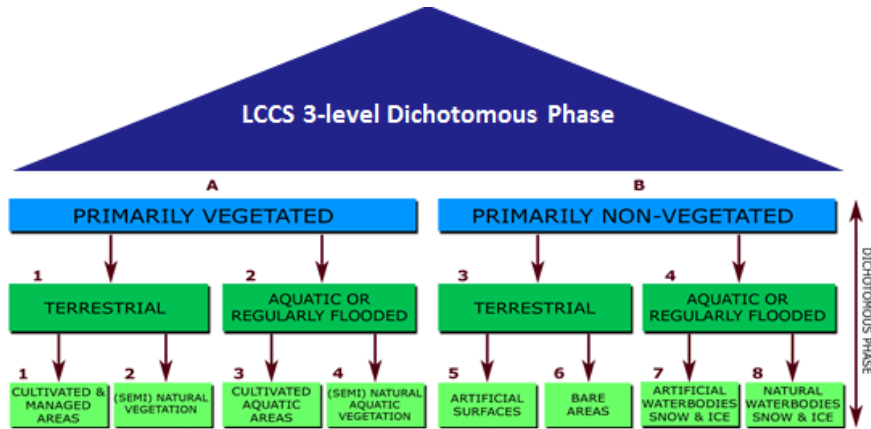 LCCS 3-level Dichotomous Phase
A
B
PRIMARILY VEGETATED
PRIMARILY NON-VEGETATED
1
2
3
4
TERRESTRIAL
AQUATIC OR
REGULARLY FLOODED
TERRESTRIAL
AQUATIC OR
REGULARLY FLOODED
1
2
3
4
5
6
7
8
CULTIVATED &
MANAGED
AREAS
(SEMI) NATURAL
VEGETATION
CULTIVATED
AQUATIC
AREAS
(SEMI) NATURAL
AQUATIC
VEGETATION
ARTIFICIAL
SURFACES
BARE
AREAS
ARTIFICIAL
WATERBODIES
SNOW & ICE
NATURAL
WATERBODIES
SNOW & ICE
DICHOTOMOUS PHASE